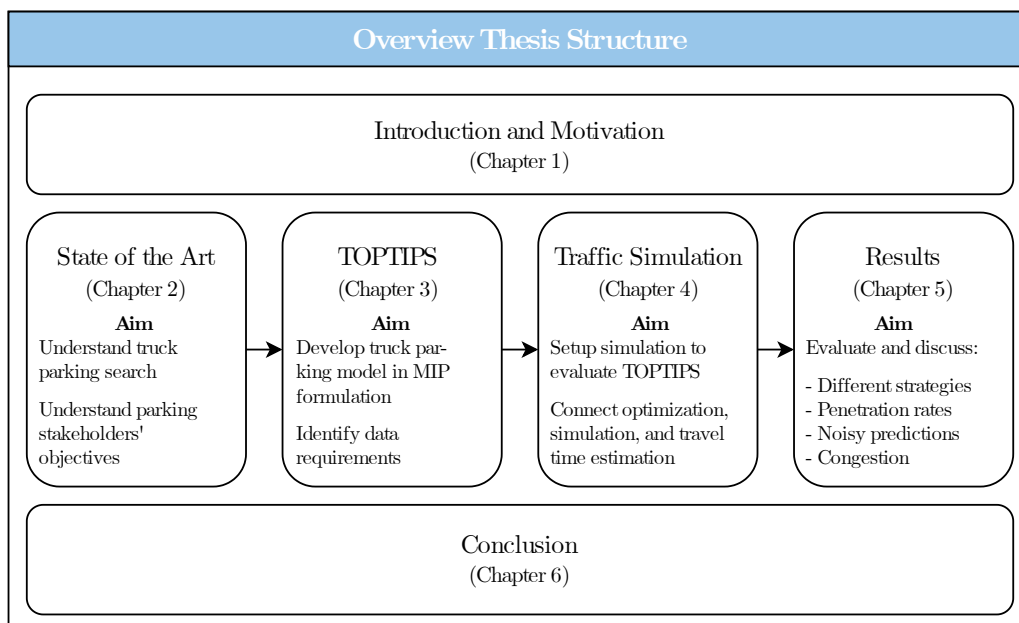 Overview Thesis Structure
Introduction and Motivation
(Chapter 1)
State of the Art
(Chapter 2)
Aim
Understand truck
parking search
Understand parking
stakeholders'
objectives
TOPTIPS
(Chapter 3)
Aim
Develop truck par-
king model in MIP
formulation
Identify data
requirements
Traffic Simulation
(Chapter 4)
Aim
Setup simulation to
evaluate TOPTIPS
Connect optimization,
simulation, and travel
time estimation
Results
(Chapter 5)
Aim
Evaluate and discuss:
- Different strategies
- Penetration rates
- Noisy predictions
- Congestion
Conclusion
(Chapter 6)